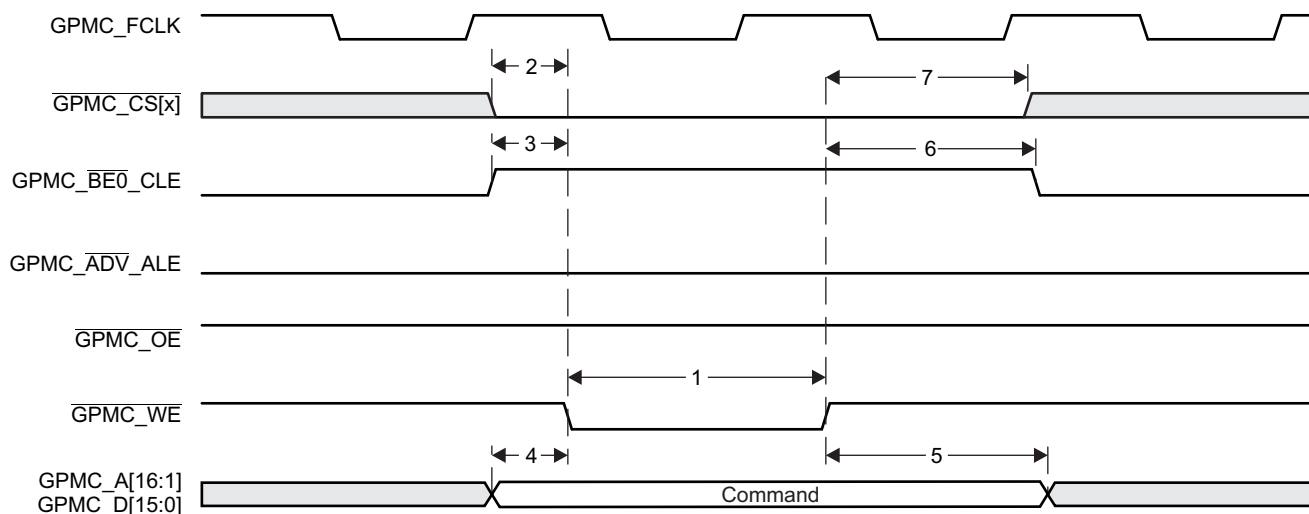 GPMC_FCLK
2
7
GPMC_CS[x]
3
6
GPMC_BE0_CLE
GPMC_ADV_ALE
GPMC_OE
1
GPMC_WE
4
5
GPMC_A[16:1]
Command
GPMC_D[15:0]